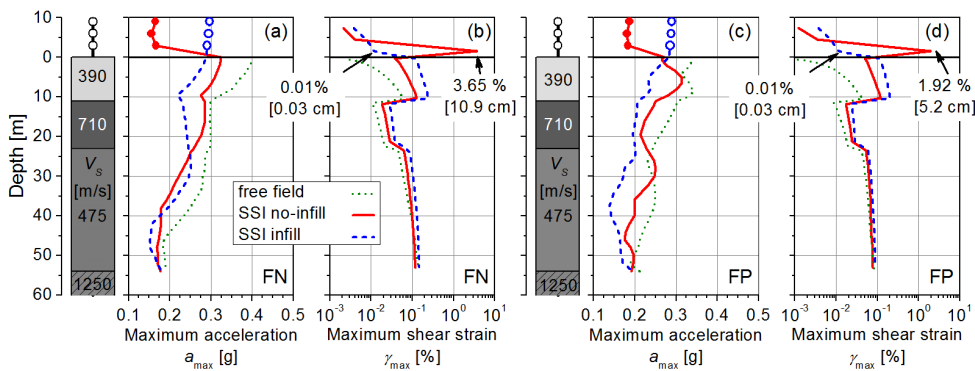 (a)
(b)
(c)
(d)
0
10
20
30
40
50
60
Depth [m]
390
710
V_S
[m/s]
475
1250
0.01%
[0.03 cm]
3.65 %
[10.9 cm]
free field
SSI no-infill
SSI infill
FN
FN
0.1 0.2 0.3 0.4 0.5
Maximum acceleration
a_max [g]
10^-3 10^-2 10^-1 10^0 10^1
Maximum shear strain
γ_max [%]
390
710
V_S
[m/s]
475
1250
0.01%
[0.03 cm]
1.92 %
[5.2 cm]
FP
FP
0.1 0.2 0.3 0.4 0.5
Maximum acceleration
a_max [g]
10^-3 10^-2 10^-1 10^0 10^1
Maximum shear strain
γ_max [%]